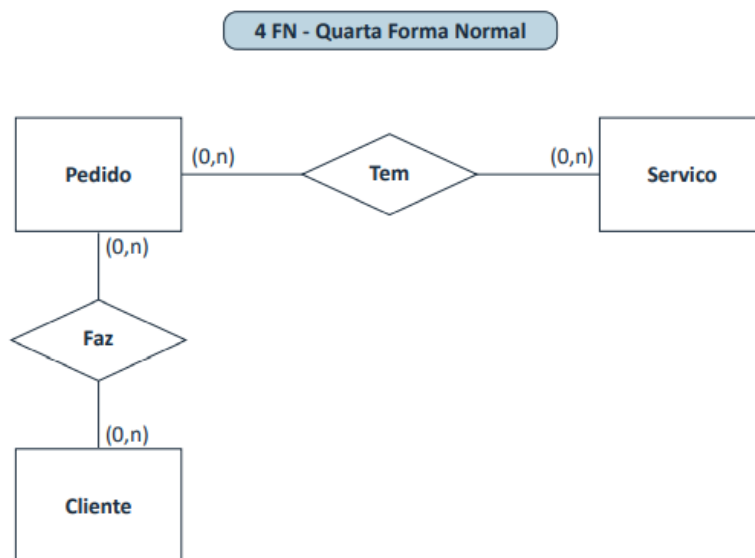 4 FN - Quarta Forma Normal
Pedido
(0,n)
Tem
(0,n)
Servico
(0,n)
Faz
(0,n)
Cliente